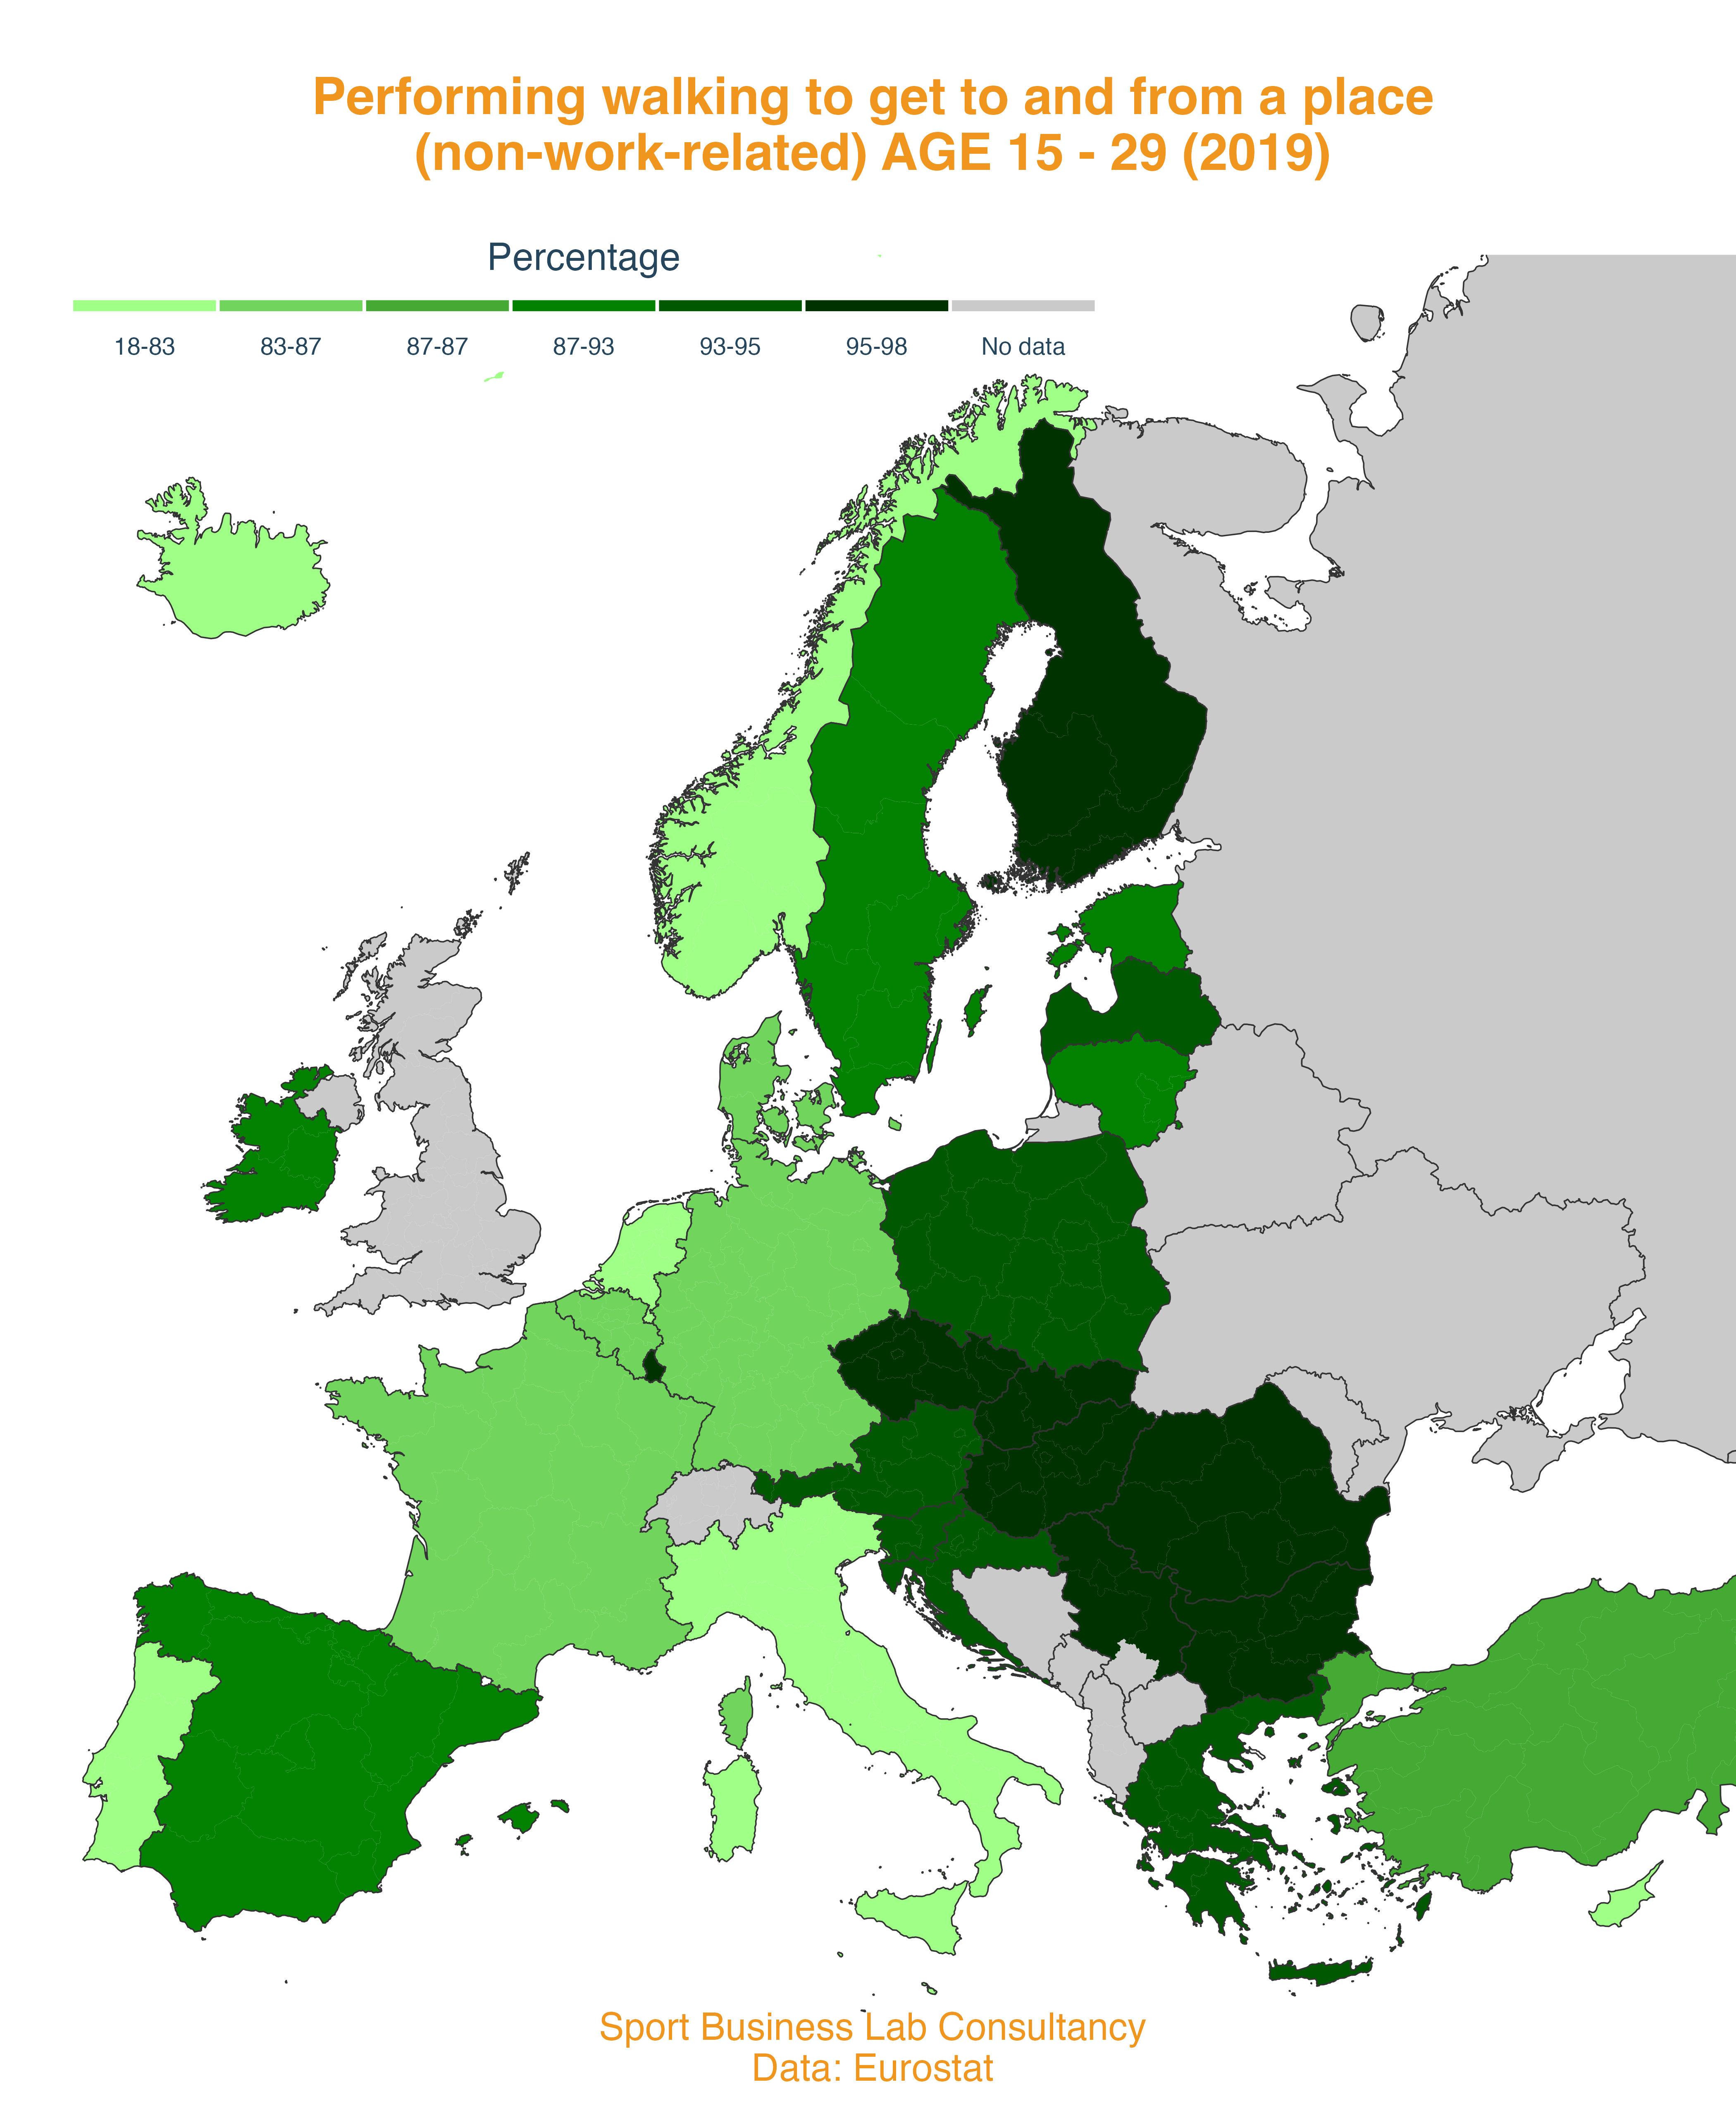 Performing walking to get to and from a place
(non-work-related) AGE 15 - 29 (2019)
Percentage
18-83 83-87 87-87 87-93 93-95 95-98 No data
Sport Business Lab Consultancy
Data: Eurostat